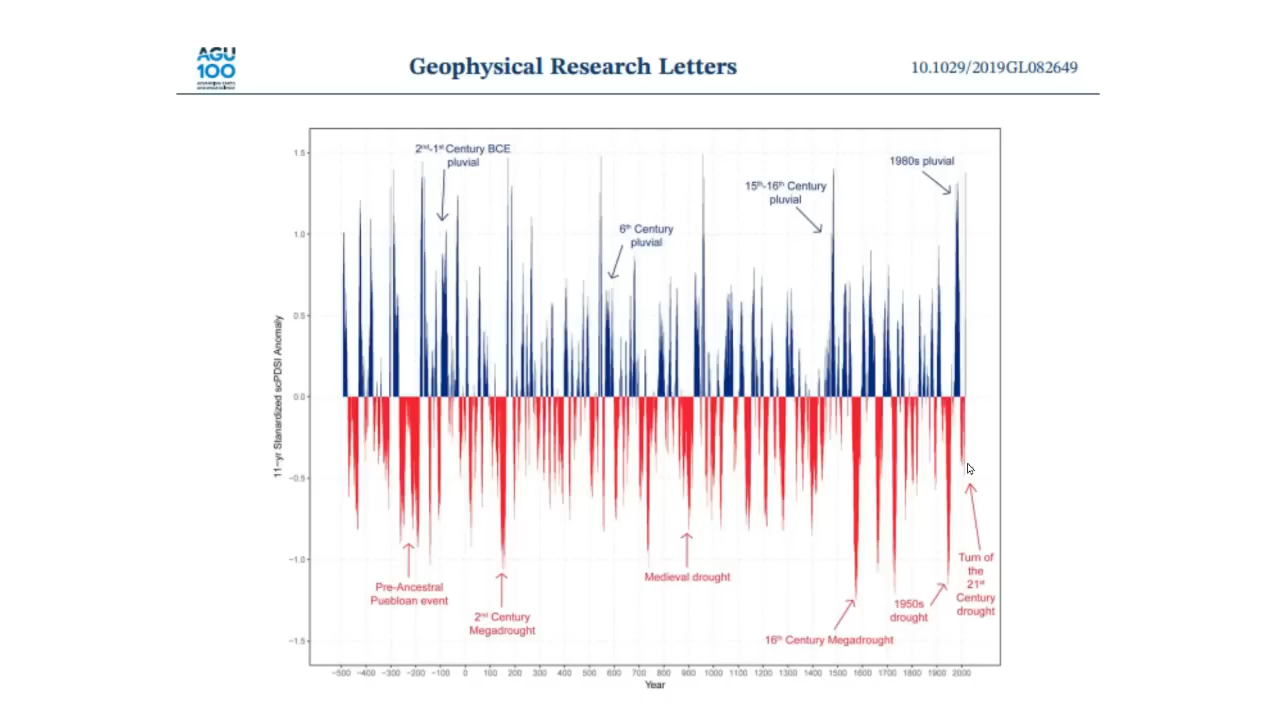 AGU
100
Geophysical Research Letters
10.1029/2019GL082649
2nd-1st Century BCE
pluvial
1980s pluvial
15th-16th Century
pluvial
6th Century
pluvial
1.5
1.0
0.5
0.0
−0.5
−1.0
−1.5
11−yr Stanardized scPDSI Anomaly
Pre-Ancestral
Puebloan event
2nd Century
Megadrought
Medieval drought
16th Century Megadrought
1950s
drought
Turn of
the
21st
Century
drought
−500 −400 −300 −200 −100 0 100 200 300 400 500 600 700 800 900 1000 1100 1200 1300 1400 1500 1600 1700 1800 1900 2000
Year